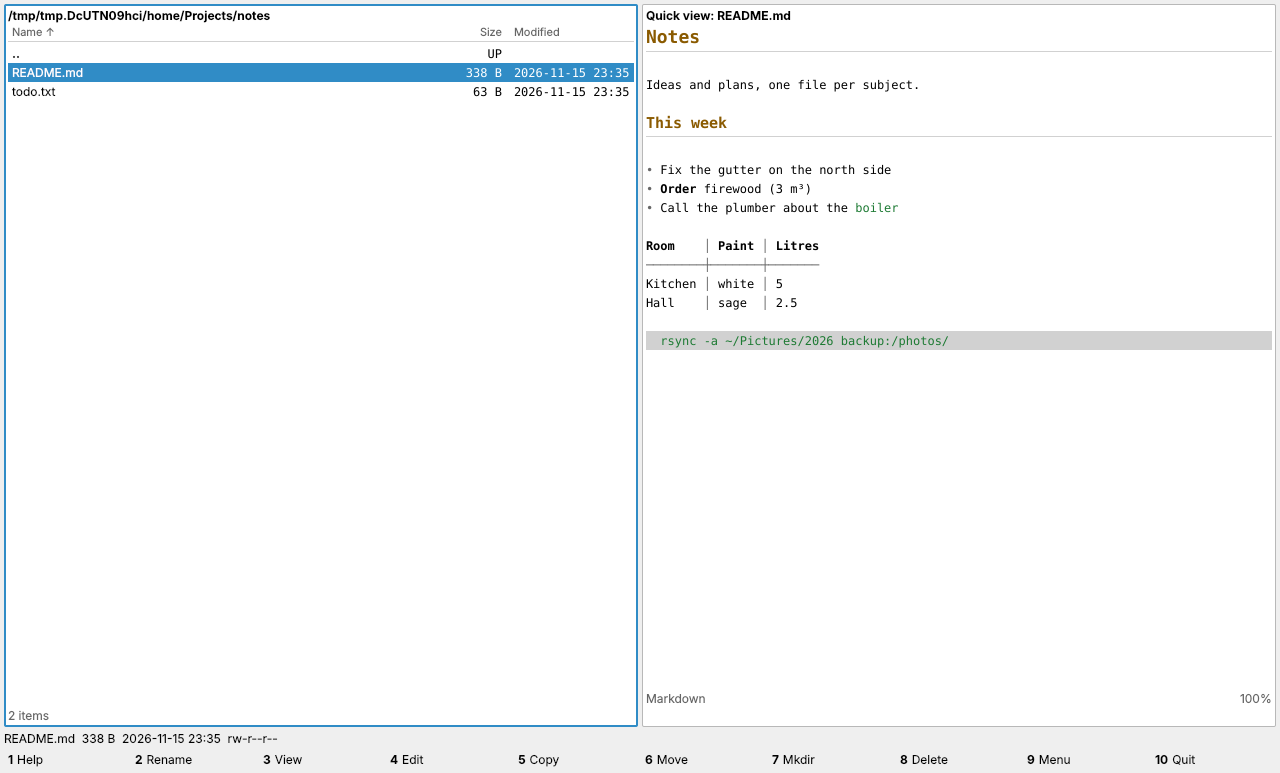 /tmp/tmp.DcUTN09hci/home/Projects/notes
Name ↑ Size Modified
.. UP
README.md 338 B 2026-11-15 23:35
todo.txt 63 B 2026-11-15 23:35
2 items
Quick view: README.md
Notes
Ideas and plans, one file per subject.
This week
• Fix the gutter on the north side
• Order firewood (3 m³)
• Call the plumber about the boiler
Room │ Paint │ Litres
Kitchen │ white │ 5
Hall │ sage │ 2.5
rsync -a ~/Pictures/2026 backup:/photos/
Markdown 100%
README.md 338 B 2026-11-15 23:35 rw-r--r--
1 Help 2 Rename 3 View 4 Edit 5 Copy 6 Move 7 Mkdir 8 Delete 9 Menu 10 Quit